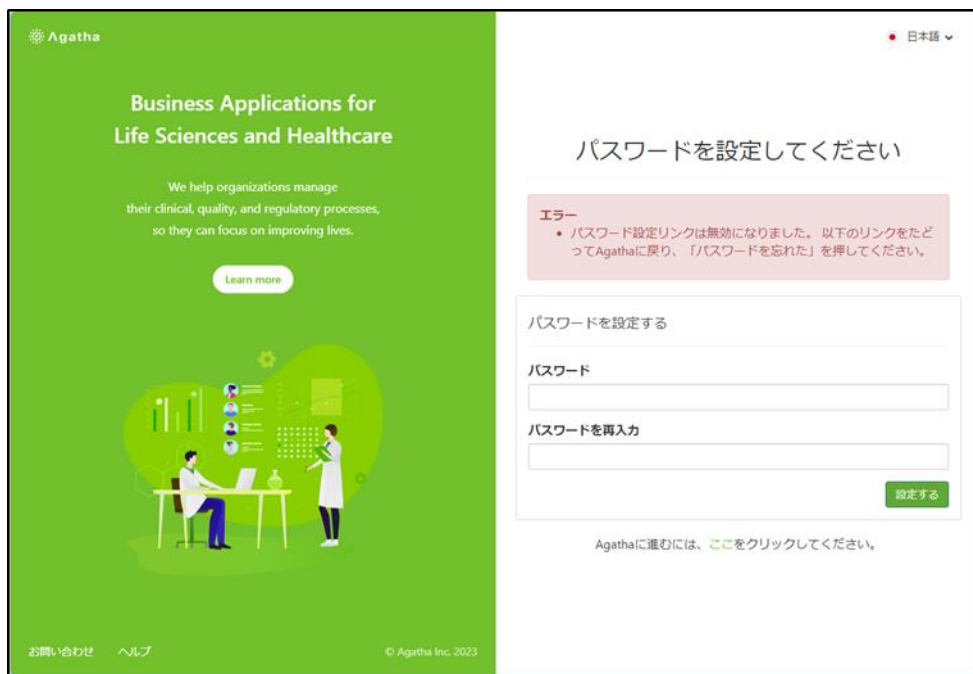 Agatha
日本語
Business Applications for
Life Sciences and Healthcare
We help organizations manage
their clinical, quality, and regulatory processes,
so they can focus on improving lives.
Learn more
お問い合わせ ヘルプ
© Agatha Inc. 2023
パスワードを設定してください
エラー
• パスワード設定リンクは無効になりました。 以下のリンクをたど
ってAgathaに戻り、「パスワードを忘れた」を押してください。
パスワードを設定する
パスワード
パスワードを再入力
設定する
Agathaに進むには、ここをクリックしてください。